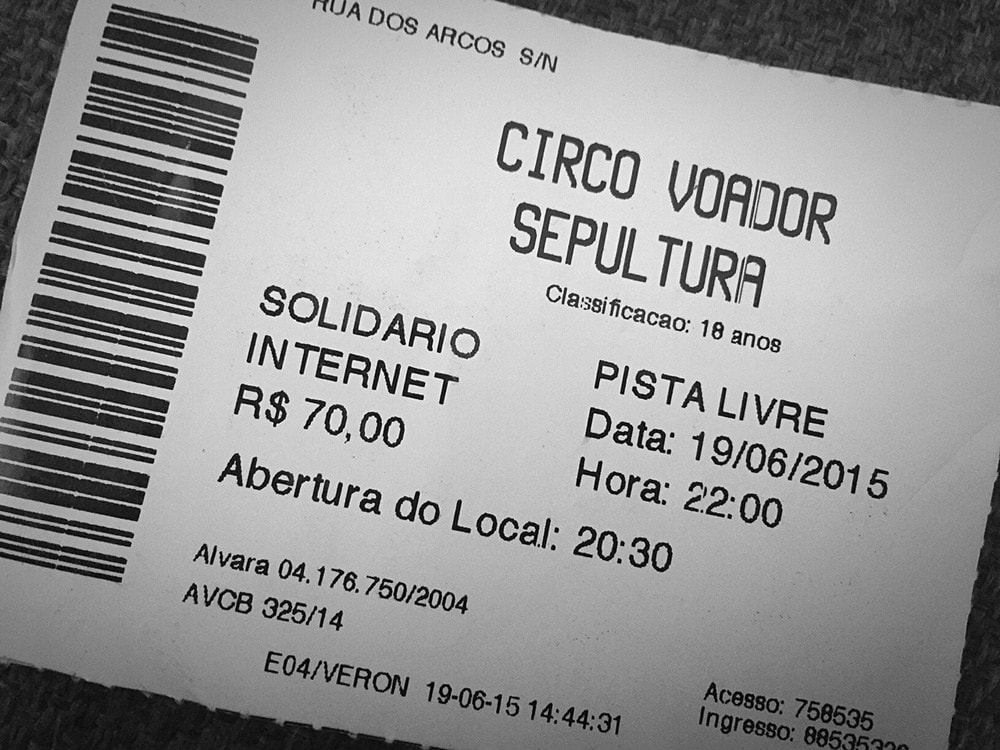 RUA DOS ARCOS S/N
CIRCO VOADOR
SEPULTURA
Classificacao: 18 anos
SOLIDARIO
INTERNET
R$ 70,00
PISTA LIVRE
Data: 19/06/2015
Hora: 22:00
Abertura do Local: 20:30
Alvara 04.176.750/2004
AVCB 325/14
E04/VERON 19-06-15 14:44:31
Acesso: 758535
Ingresso: